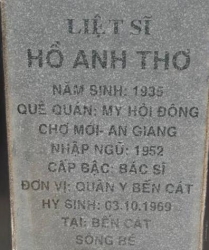 LIỆT SĨ
HỒ ANH THƠ
NĂM SINH: 1935
QUÊ QUÁN: MỸ HỘI ĐÔNG
CHỢ MỚI- AN GIANG
NHẬP NGŨ: 1952
CẤP BẬC: BÁC SĨ
ĐƠN VỊ: QUÂN Y BẾN CÁT
HY SINH: 03.10.1969
TẠI: BẾN CÁT
SÔNG BÉ